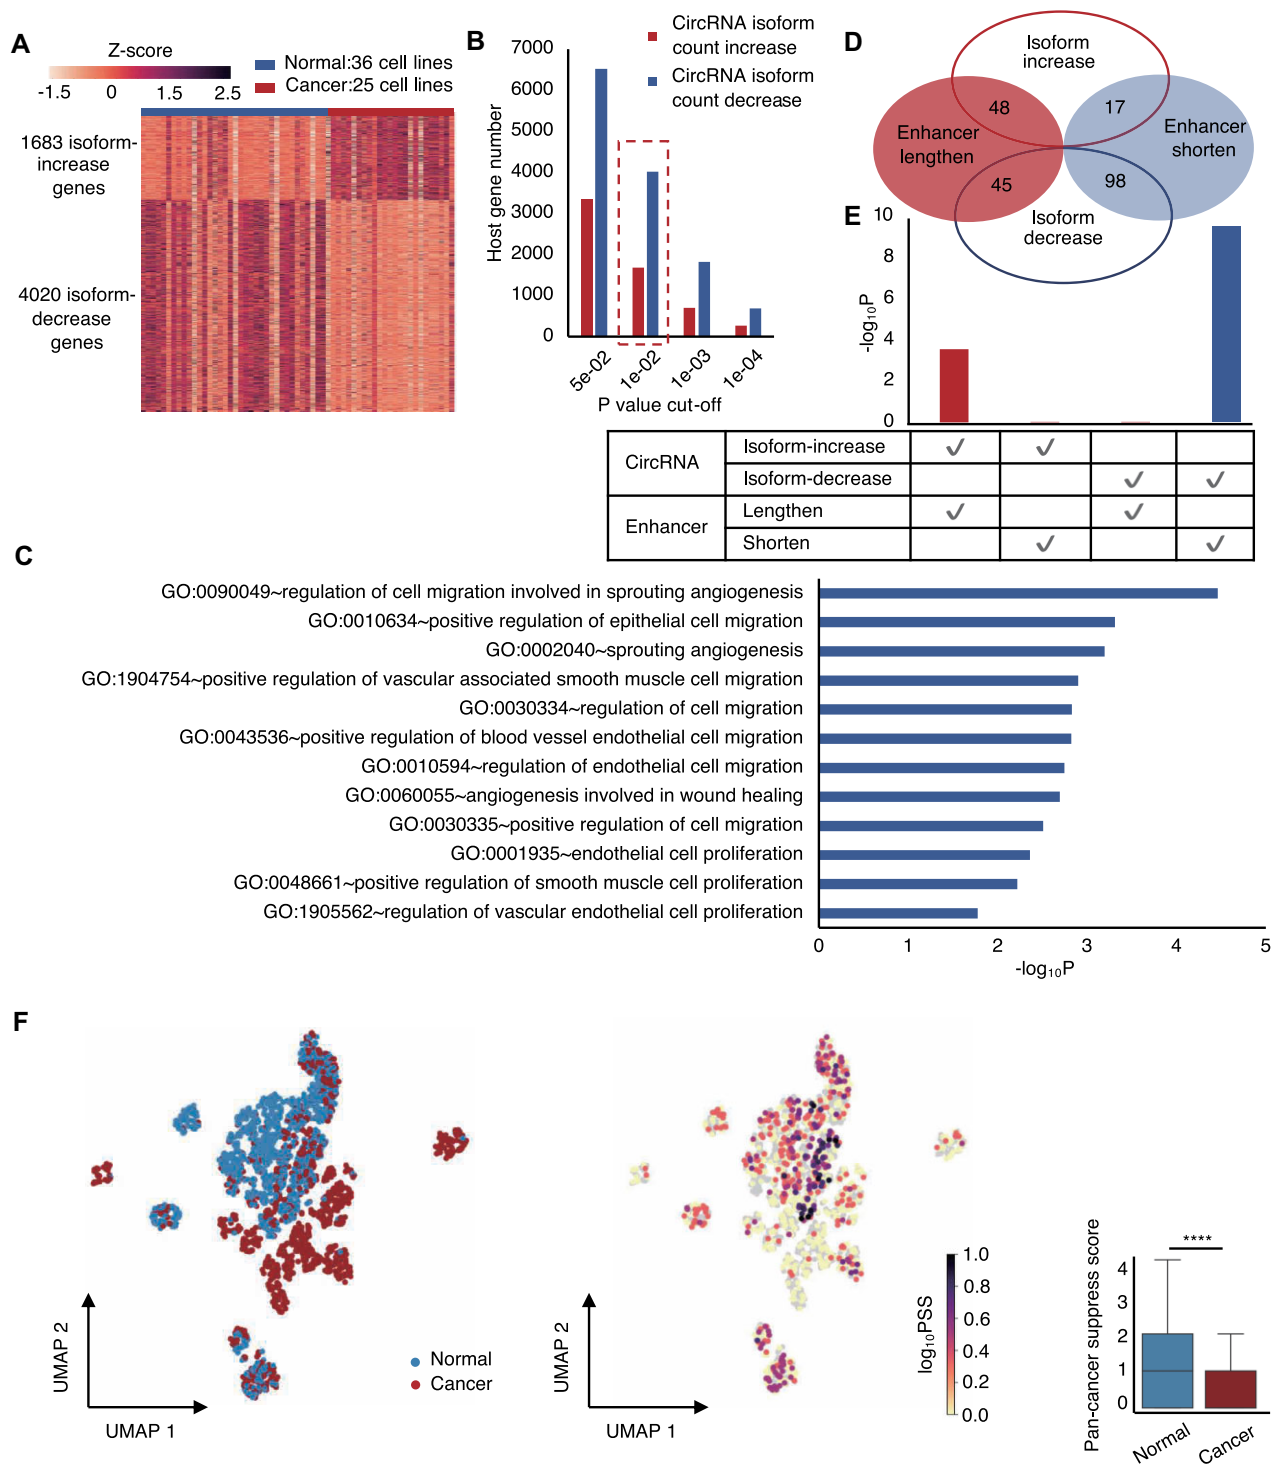 A
Z-score
-1.5 0 1.5 2.5
Normal:36 cell lines
Cancer:25 cell lines
1683 isoform-
increase
genes
4020 isoform-
decrease
genes
B
CircRNA isoform
count increase
CircRNA isoform
count decrease
Host gene number
7000
6000
5000
4000
3000
2000
1000
0
5e-02 1e-02 1e-03 1e-04
P value cut-off
D
Isoform
increase
48 17
Enhancer
lengthen
Enhancer
shorten
45 98
Isoform
decrease
E
-log₁₀P
10
8
6
4
2
0
CircRNA
Isoform-increase ✓ ✓
Isoform-decrease ✓ ✓
Enhancer
Lengthen ✓ ✓
Shorten ✓ ✓
C
GO:0090049~regulation of cell migration involved in sprouting angiogenesis
GO:0010634~positive regulation of epithelial cell migration
GO:0002040~sprouting angiogenesis
GO:1904754~positive regulation of vascular associated smooth muscle cell migration
GO:0030334~regulation of cell migration
GO:0043536~positive regulation of blood vessel endothelial cell migration
GO:0010594~regulation of endothelial cell migration
GO:0060055~angiogenesis involved in wound healing
GO:0030335~positive regulation of cell migration
GO:0001935~endothelial cell proliferation
GO:0048661~positive regulation of smooth muscle cell proliferation
GO:1905562~regulation of vascular endothelial cell proliferation
0 1 2 3 4 5
-log₁₀P
F
UMAP 2
UMAP 1
Normal
Cancer
UMAP 2
UMAP 1
log₁₀PSS
1.0
0.8
0.6
0.4
0.2
0.0
Pan-cancer suppress score
****
4
3
2
1
0
Normal Cancer